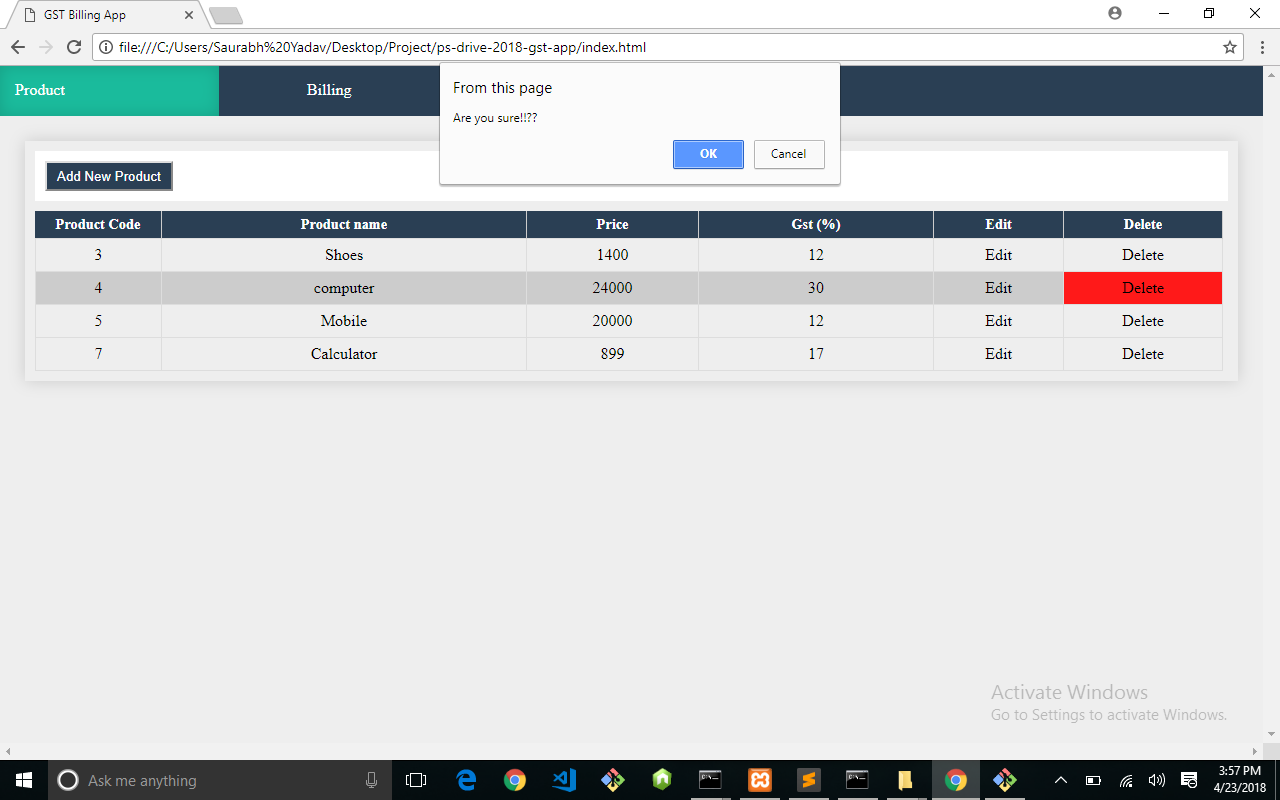 GST Billing App
file:///C:/Users/Saurabh%20Yadav/Desktop/Project/ps-drive-2018-gst-app/index.html
Product Billing
From this page
Are you sure!!??
OK Cancel
Add New Product
Product Code Product name Price Gst (%) Edit Delete
3 Shoes 1400 12 Edit Delete
4 computer 24000 30 Edit Delete
5 Mobile 20000 12 Edit Delete
7 Calculator 899 17 Edit Delete
Activate Windows
Go to Settings to activate Windows.
Ask me anything
3:57 PM
4/23/2018